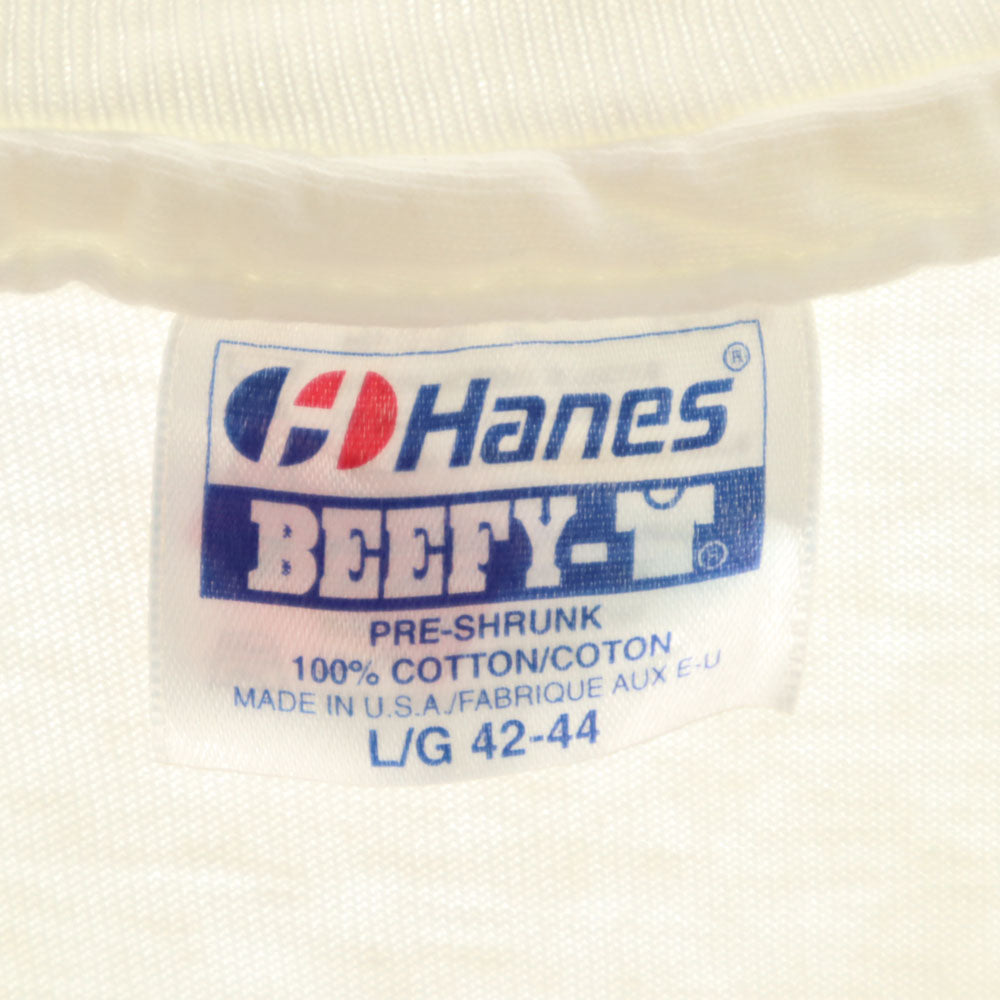 Hanes®
BEEFY-T®
PRE-SHRUNK
100% COTTON/COTON
MADE IN U.S.A./FABRIQUE AUX E-U
L/G 42-44